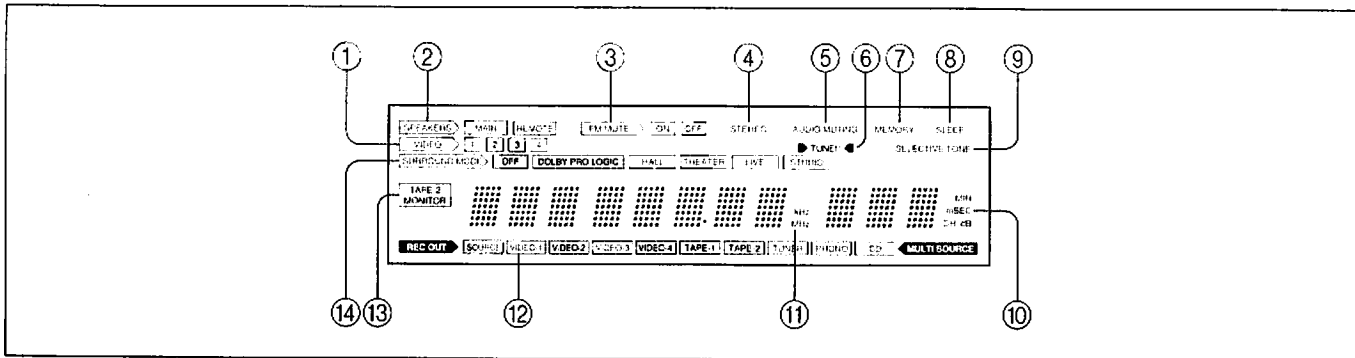 ① ② ③ ④ ⑤ ⑥ ⑦ ⑧ ⑨
SPEAKERS MAIN REMOTE FM MUTE ON OFF STEREO AUDIO MUTING MEMORY SLEEP
VIDEO 1 2 3 4 TUNER SELECTIVE TONE
SURROUND MODE OFF DOLBY PRO LOGIC HALL THEATER LIVE STUDIO
TAPE 2
MONITOR
MIN
kHz mSEC
MHz CH dB
REC OUT SOURCE VIDEO-1 VIDEO-2 VIDEO-3 VIDEO-4 TAPE-1 TAPE 2 TUNER PHONO CD MULTI SOURCE
⑭ ⑬ ⑫ ⑪ ⑩